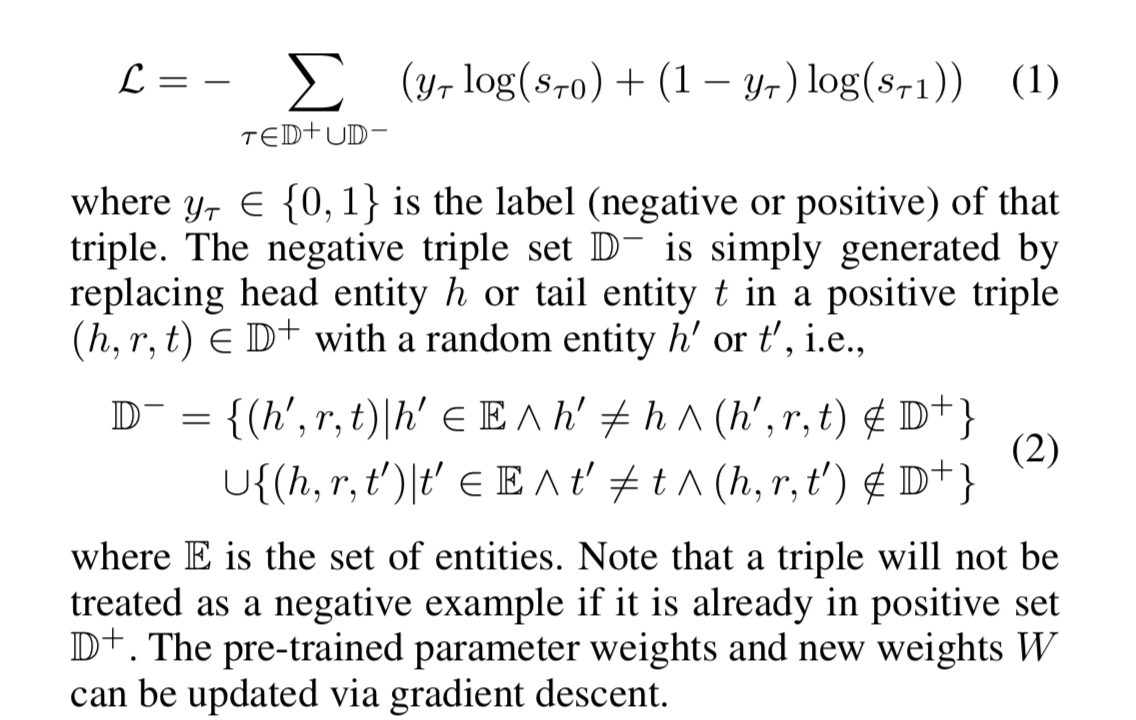 ℒ = − ∑_{τ∈𝔻⁺∪𝔻⁻} (y_τ log(s_{τ0}) + (1 − y_τ) log(s_{τ1})) (1)
where y_τ ∈ {0, 1} is the label (negative or positive) of that
triple. The negative triple set 𝔻⁻ is simply generated by
replacing head entity h or tail entity t in a positive triple
(h, r, t) ∈ 𝔻⁺ with a random entity h′ or t′, i.e.,
𝔻⁻ = {(h′, r, t)|h′ ∈ 𝔼 ∧ h′ ≠ h ∧ (h′, r, t) ∉ 𝔻⁺}
∪{(h, r, t′)|t′ ∈ 𝔼 ∧ t′ ≠ t ∧ (h, r, t′) ∉ 𝔻⁺} (2)
where 𝔼 is the set of entities. Note that a triple will not be
treated as a negative example if it is already in positive set
𝔻⁺. The pre-trained parameter weights and new weights W
can be updated via gradient descent.